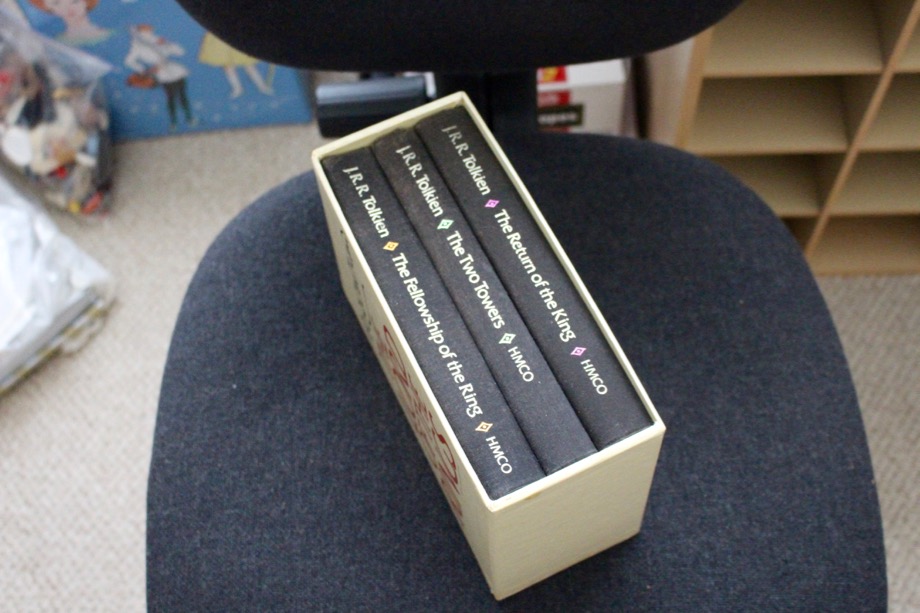 J.R.R. Tolkien The Fellowship of the Ring HMCO
J.R.R. Tolkien The Two Towers HMCO
J.R.R. Tolkien The Return of the King HMCO